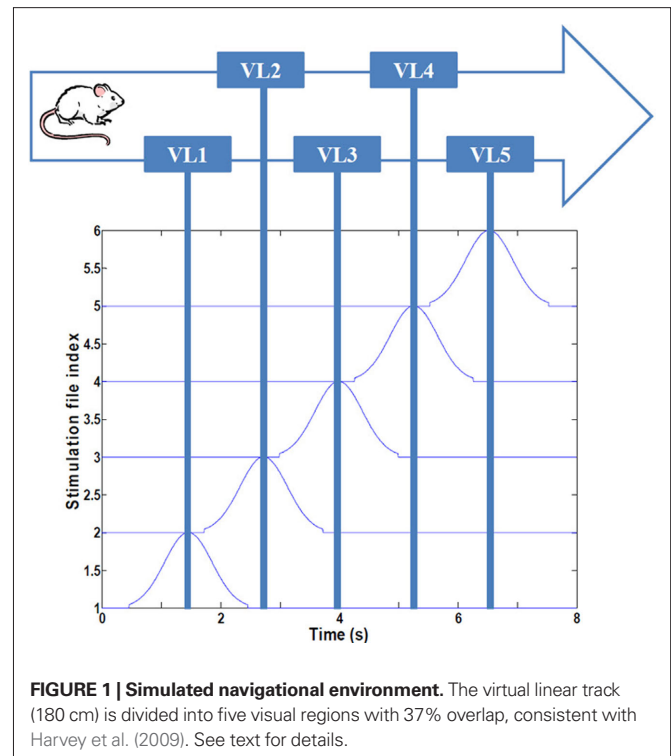 VL2
VL4
VL1
VL3
VL5
6
5.5
5
4.5
4
3.5
3
2.5
2
1.5
1
Stimulation file index
0
2
4
6
8
Time (s)
FIGURE 1 | Simulated navigational environment. The virtual linear track
(180 cm) is divided into five visual regions with 37% overlap, consistent with
Harvey et al. (2009). See text for details.